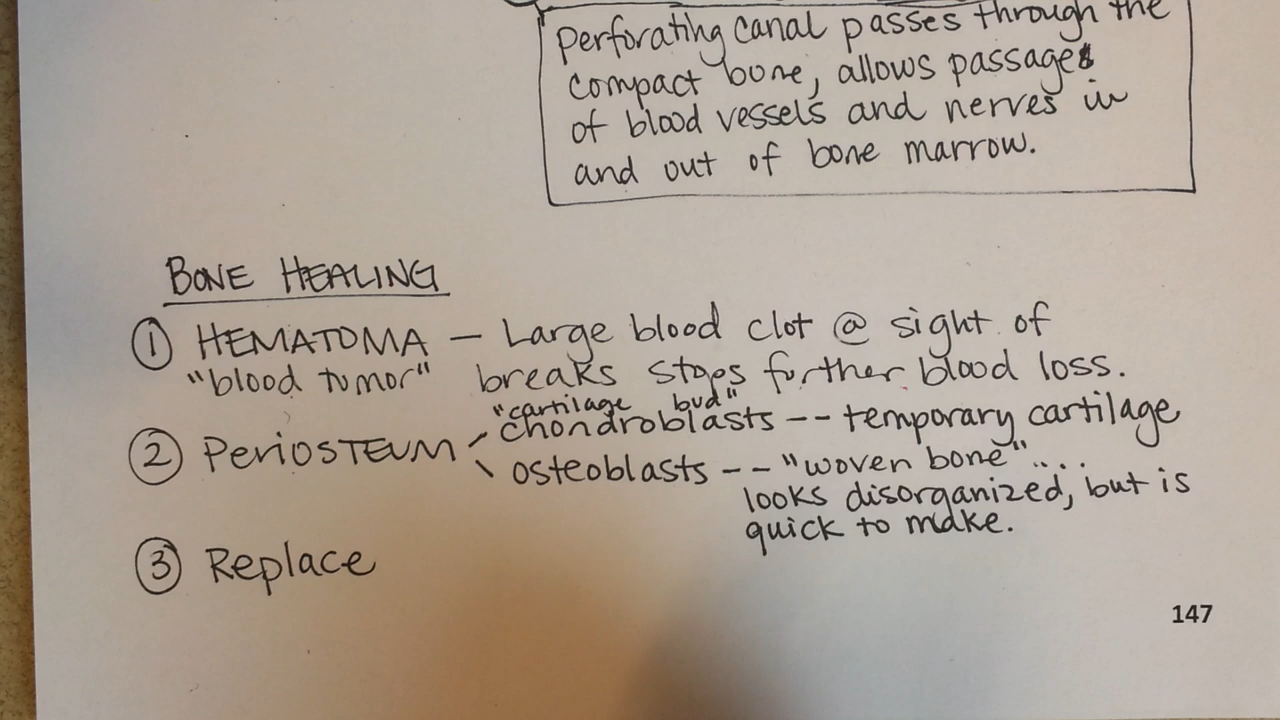 Perforating canal passes through the
compact bone, allows passage
of blood vessels and nerves in
and out of bone marrow.
BONE HEALING
① HEMATOMA — Large blood clot @ sight of
"blood tumor" breaks stops further blood loss.
"cartilage bud"
② PERIOSTEUM chondroblasts -- temporary cartilage
osteoblasts -- "woven bone"....
looks disorganized, but is
quick to make.
③ Replace
147